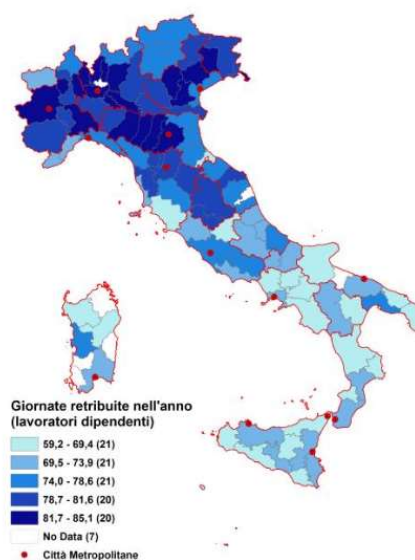 Giornate retribuite nell'anno
(lavoratori dipendenti)
59,2 - 69,4 (21)
69,5 - 73,9 (21)
74,0 - 78,6 (21)
78,7 - 81,6 (20)
81,7 - 85,1 (20)
No Data (7)
Città Metropolitane